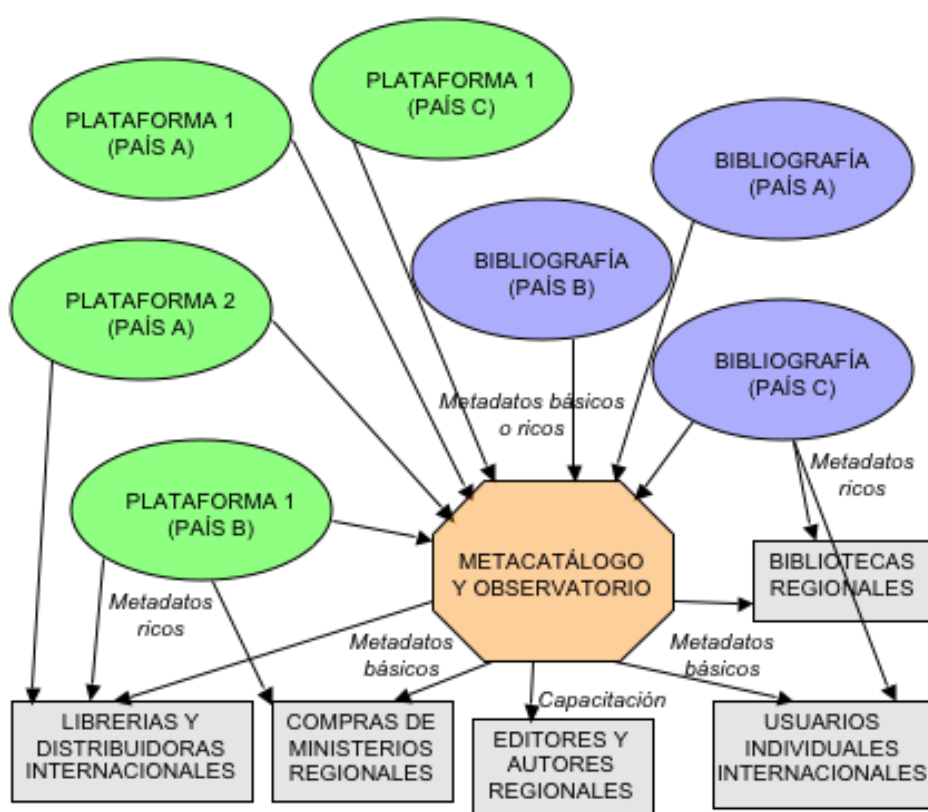 PLATAFORMA 1
(PAÍS C)
PLATAFORMA 1
(PAÍS A)
BIBLIOGRAFÍA
(PAÍS A)
BIBLIOGRAFÍA
(PAÍS B)
PLATAFORMA 2
(PAÍS A)
BIBLIOGRAFÍA
(PAÍS C)
Metadatos básicos
o ricos
Metadatos
ricos
PLATAFORMA 1
(PAÍS B)
METACATÁLOGO
Y OBSERVATORIO
BIBLIOTECAS
REGIONALES
Metadatos
ricos
Metadatos
básicos
Metadatos
básicos
Capacitación
LIBRERIAS Y
DISTRIBUIDORAS
INTERNACIONALES
COMPRAS DE
MINISTERIOS
REGIONALES
EDITORES Y
AUTORES
REGIONALES
USUARIOS
INDIVIDUALES
INTERNACIONALES